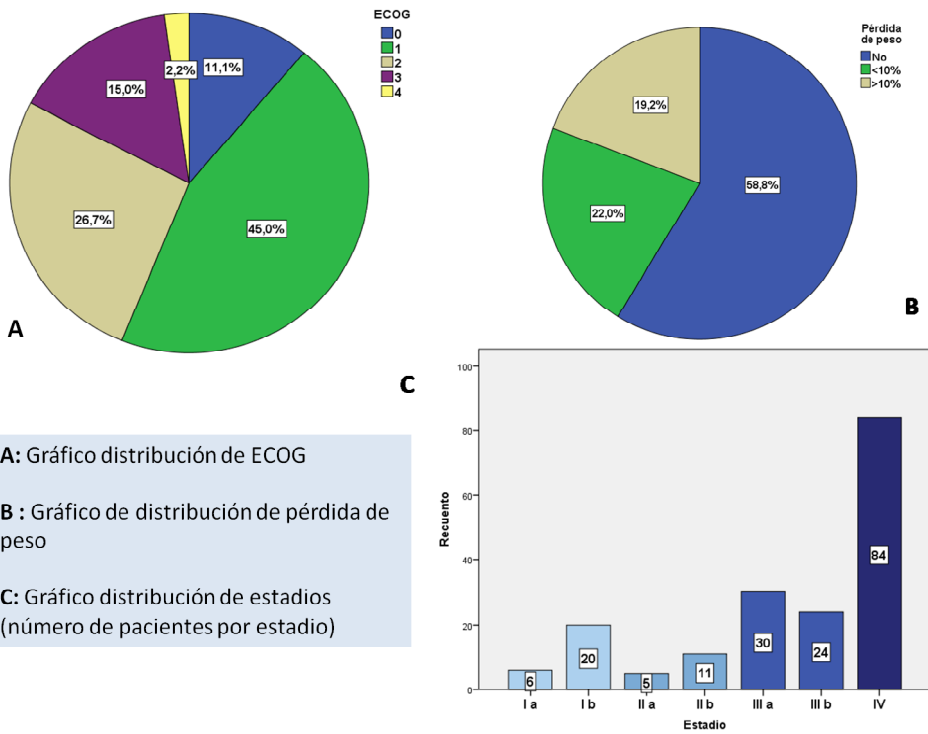 ECOG
0
1
2
3
4
11,1%
45,0%
26,7%
15,0%
2,2%
A
Pérdida
de peso
No
<10%
>10%
58,8%
22,0%
19,2%
B
A: Gráfico distribución de ECOG
B : Gráfico de distribución de pérdida de
peso
C: Gráfico distribución de estadios
(número de pacientes por estadio)
C
Recuento
100
80
60
40
20
0
6
20
5
11
30
24
84
I a
I b
II a
II b
III a
III b
IV
Estadio